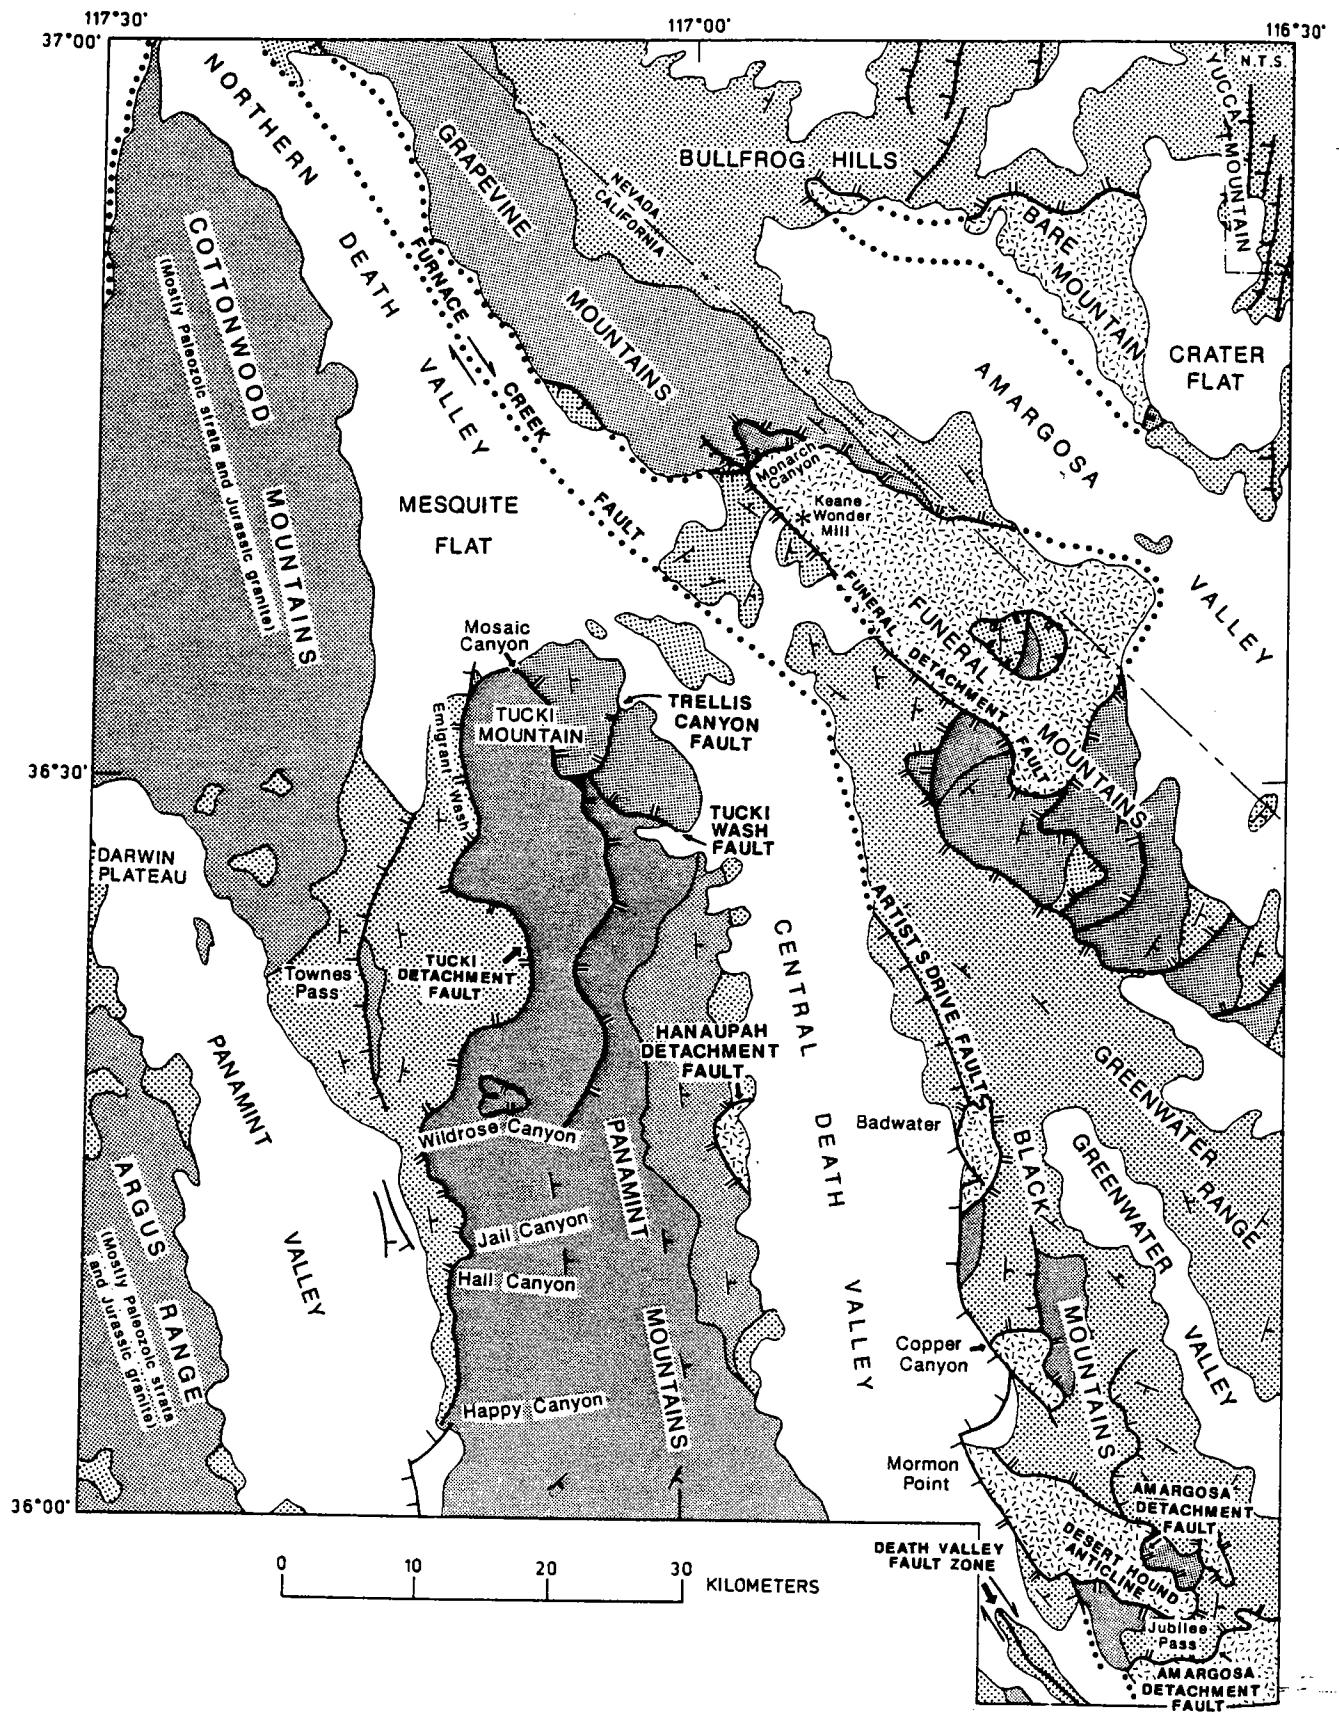 117°30'
117°00'
116°30'
37°00'
N.T.S.
YUCCA MOUNTAIN
NORTHERN
DEATH
VALLEY
GRAPEVINE
MOUNTAINS
BULLFROG HILLS
NEVADA
CALIFORNIA
BARE
MOUNTAIN
CRATER
FLAT
COTTONWOOD
MOUNTAINS
(Mostly Paleozoic strata and Jurassic granite)
FURNACE
CREEK
FAULT
AMARGOSA
VALLEY
MESQUITE
FLAT
Monarch
Canyon
Keane
Wonder
Mill
FUNERAL
DETACHMENT
FAULT
FUNERAL
MOUNTAINS
Mosaic
Canyon
TUCKI
MOUNTAIN
TRELLIS
CANYON
FAULT
Emigrant Wash
36°30'
TUCKI
WASH
FAULT
DARWIN
PLATEAU
Townes
Pass
TUCKI
DETACHMENT
FAULT
CENTRAL
DEATH
VALLEY
ARTISTS DRIVE FAULTS
HANAUPAH
DETACHMENT
FAULT
PANAMINT
VALLEY
GREENWATER
RANGE
Badwater
Wildrose Canyon
PANAMINT
MOUNTAINS
BLACK
MOUNTAINS
GREENWATER
VALLEY
ARGUS
RANGE
(Mostly Paleozoic strata
and Jurassic granite)
Jail Canyon
Hall Canyon
Copper
Canyon
Happy Canyon
Mormon
Point
36°00'
AMARGOSA
DETACHMENT
FAULT
DEATH VALLEY
FAULT ZONE
DESERT HOUND
ANTICLINE
0 10 20 30
KILOMETERS
Jubilee
Pass
AMARGOSA
DETACHMENT
FAULT